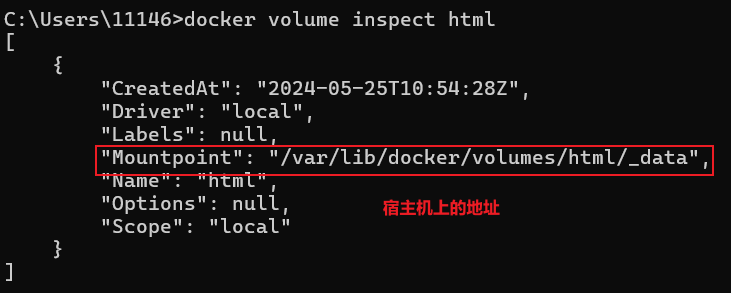 C:\Users\11146>docker volume inspect html
[
    {
        "CreatedAt": "2024-05-25T10:54:28Z",
        "Driver": "local",
        "Labels": null,
        "Mountpoint": "/var/lib/docker/volumes/html/_data",
        "Name": "html",
        "Options": null,
宿主机上的地址
        "Scope": "local"
    }
]